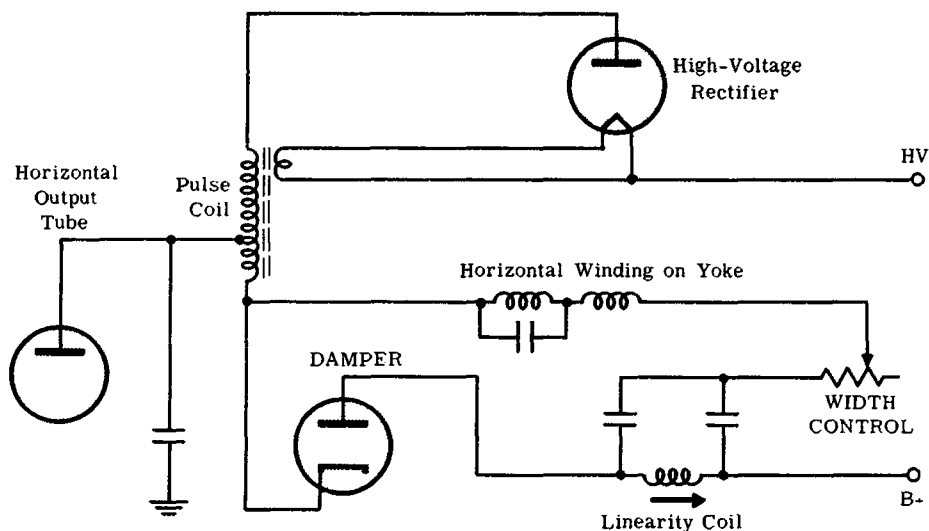 High-Voltage
Rectifier
HV
Horizontal
Output
Tube
Pulse
Coil
Horizontal Winding on Yoke
DAMPER
WIDTH
CONTROL
B+
Linearity Coil